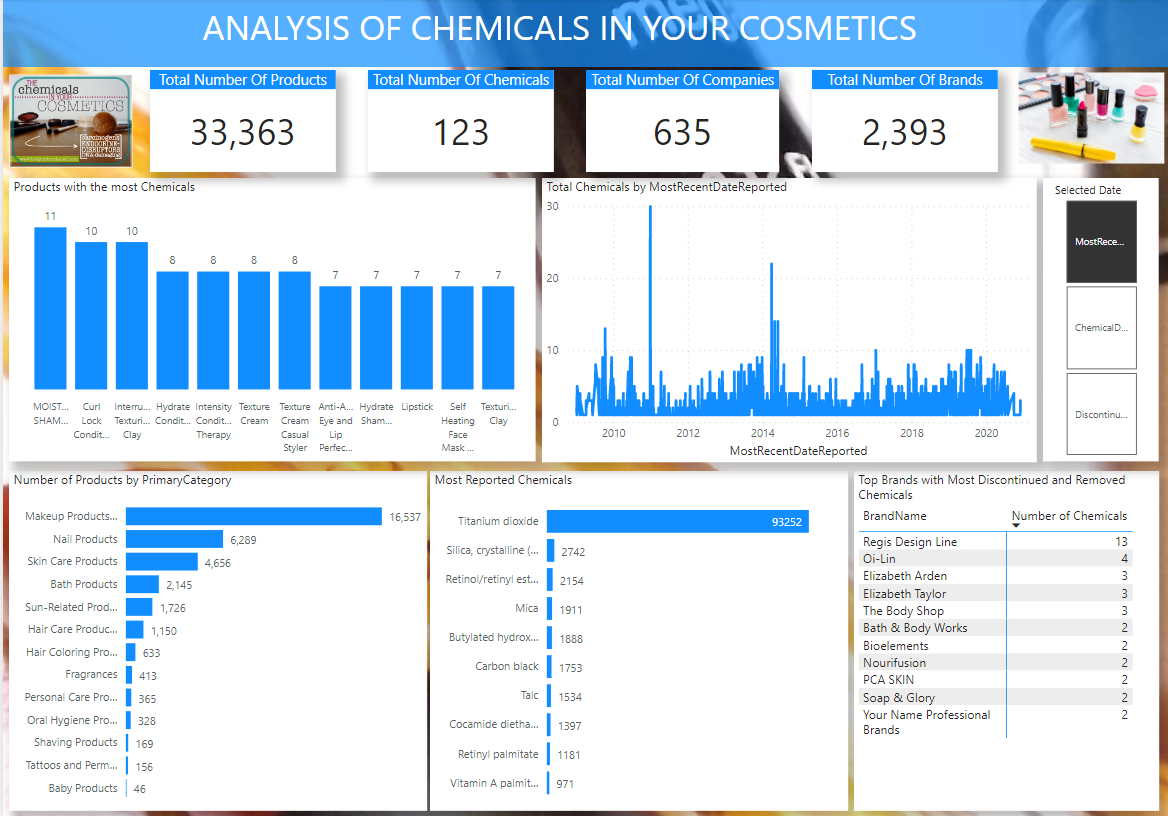 ANALYSIS OF CHEMICALS IN YOUR COSMETICS
THE
chemicals
IN YOUR
COSMETICS
carcinogens
ENDOCRINE-
DISRUPTORS
DNA damaging
Total Number Of Products
33,363
Total Number Of Chemicals
123
Total Number Of Companies
635
Total Number Of Brands
2,393
Products with the most Chemicals
11
10
10
8
8
8
8
7
7
7
7
7
MOIST...
SHAM...
Curl
Lock
Condit...
Interru...
Texturi...
Clay
Hydrate
Condit...
Intensity
Condit...
Therapy
Texture
Cream
Texture
Cream
Casual
Styler
Anti-A...
Eye and
Lip
Perfec...
Hydrate
Sham...
Lipstick
Self
Heating
Face
Mask ...
Texturi...
Clay
Total Chemicals by MostRecentDateReported
30
20
10
0
2010 2012 2014 2016 2018 2020
MostRecentDateReported
Selected Date
MostRece...
ChemicalD...
Discontinu...
Number of Products by PrimaryCategory
Makeup Products... 16,537
Nail Products 6,289
Skin Care Products 4,656
Bath Products 2,145
Sun-Related Prod... 1,726
Hair Care Produc... 1,150
Hair Coloring Pro... 633
Fragrances 413
Personal Care Pro... 365
Oral Hygiene Pro... 328
Shaving Products 169
Tattoos and Perm... 156
Baby Products 46
Most Reported Chemicals
Titanium dioxide 93252
Silica, crystalline (... 2742
Retinol/retinyl est... 2154
Mica 1911
Butylated hydrox... 1888
Carbon black 1753
Talc 1534
Cocamide dietha... 1397
Retinyl palmitate 1181
Vitamin A palmit... 971
Top Brands with Most Discontinued and Removed
Chemicals
BrandName Number of Chemicals
Regis Design Line 13
Oi-Lin 4
Elizabeth Arden 3
Elizabeth Taylor 3
The Body Shop 3
Bath & Body Works 2
Bioelements 2
Nourifusion 2
PCA SKIN 2
Soap & Glory 2
Your Name Professional 2
Brands